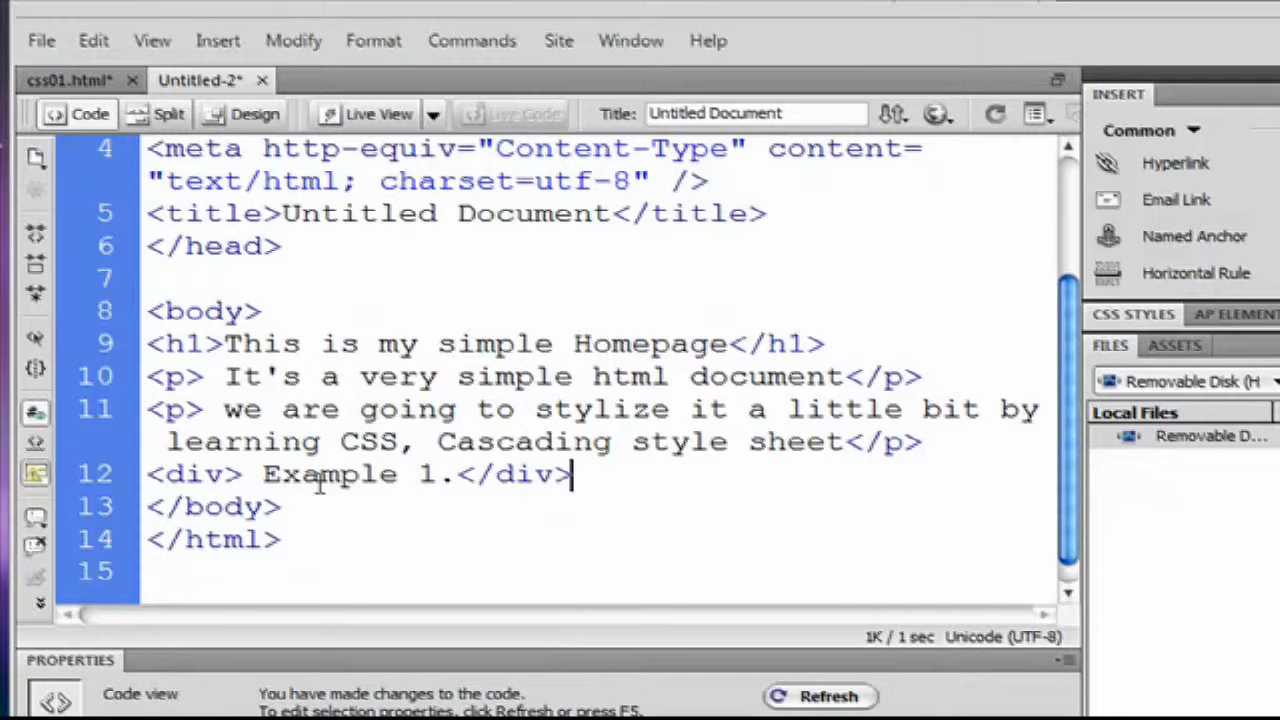 File Edit View Insert Modify Format Commands Site Window Help
css01.html* Untitled-2*
Code Split Design Live View Live Code Title: Untitled Document
INSERT
Common
Hyperlink
Email Link
Named Anchor
Horizontal Rule
CSS STYLES AP ELEMEN
FILES ASSETS
Removable Disk (H
Local Files
Removable D...
4 <meta http-equiv="Content-Type" content=
"text/html; charset=utf-8" />
5 <title>Untitled Document</title>
6 </head>
7
8 <body>
9 <h1>This is my simple Homepage</h1>
10 <p> It's a very simple html document</p>
11 <p> we are going to stylize it a little bit by
learning CSS, Cascading style sheet</p>
12 <div> Example 1.</div>
13 </body>
14 </html>
15
1K / 1 sec Unicode (UTF-8)
PROPERTIES
Code view
You have made changes to the code.
To edit selection properties, click Refresh or press F5.
Refresh